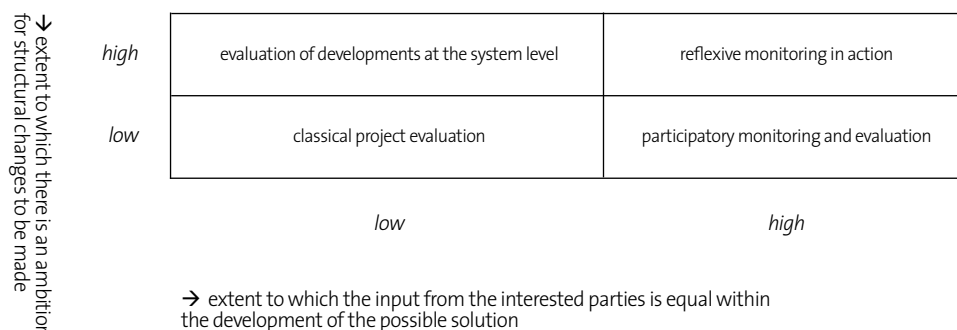 → extent to which there is an ambition
for structural changes to be made
high
evaluation of developments at the system level
reflexive monitoring in action
low
classical project evaluation
participatory monitoring and evaluation
low
high
→ extent to which the input from the interested parties is equal within
the development of the possible solution